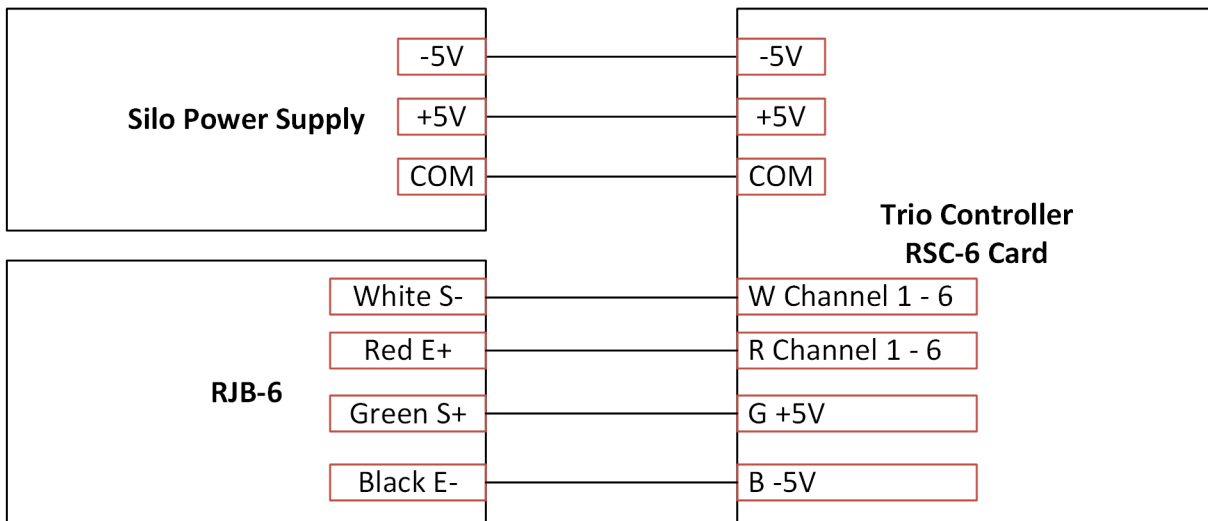 Silo Power Supply
-5V
+5V
COM
-5V
+5V
COM
Trio Controller
RSC-6 Card
RJB-6
White S-
Red E+
Green S+
Black E-
W Channel 1 - 6
R Channel 1 - 6
G +5V
B -5V